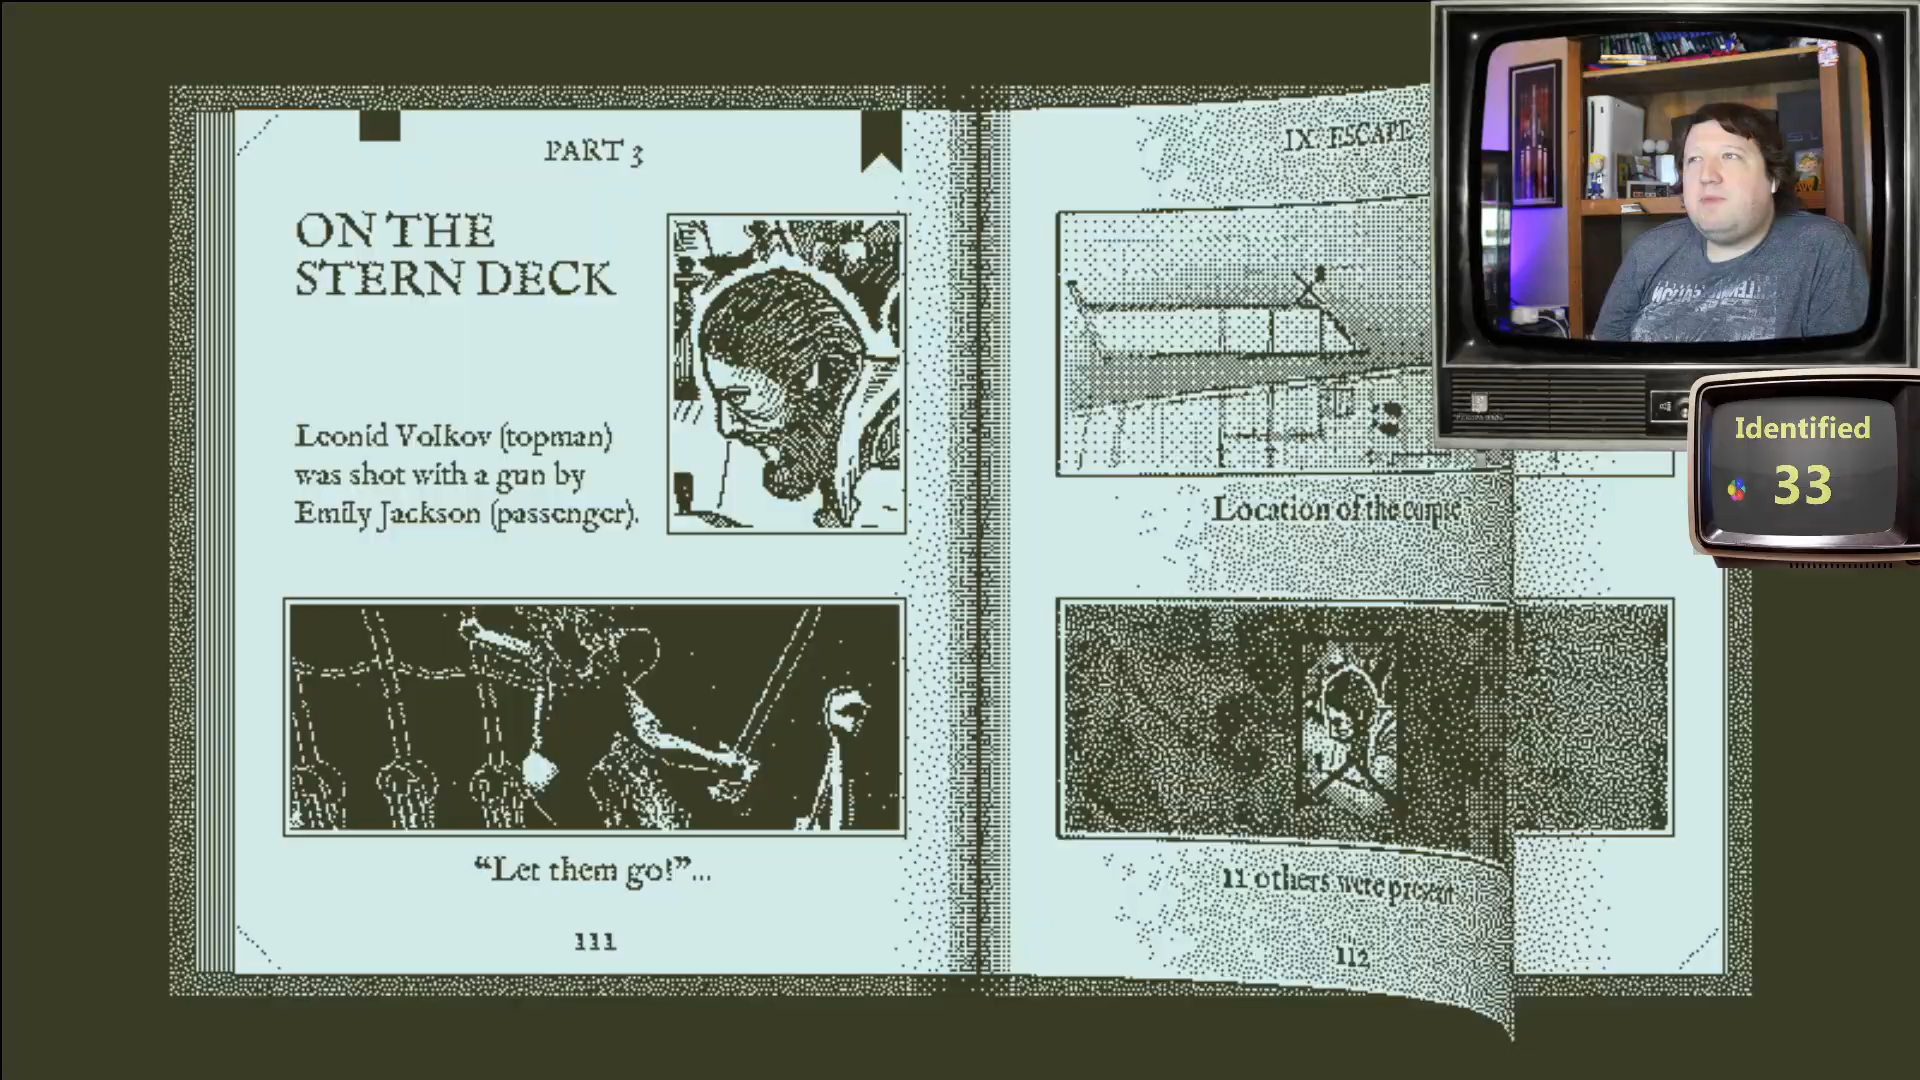 PART 3
ON THE
STERN DECK
Leonid Volkov (topman)
was shot with a gun by
Emily Jackson (passenger).
"Let them go!"...
111
IX. ESCAPE
Location of the corpse
11 others were present
112
Identified
33